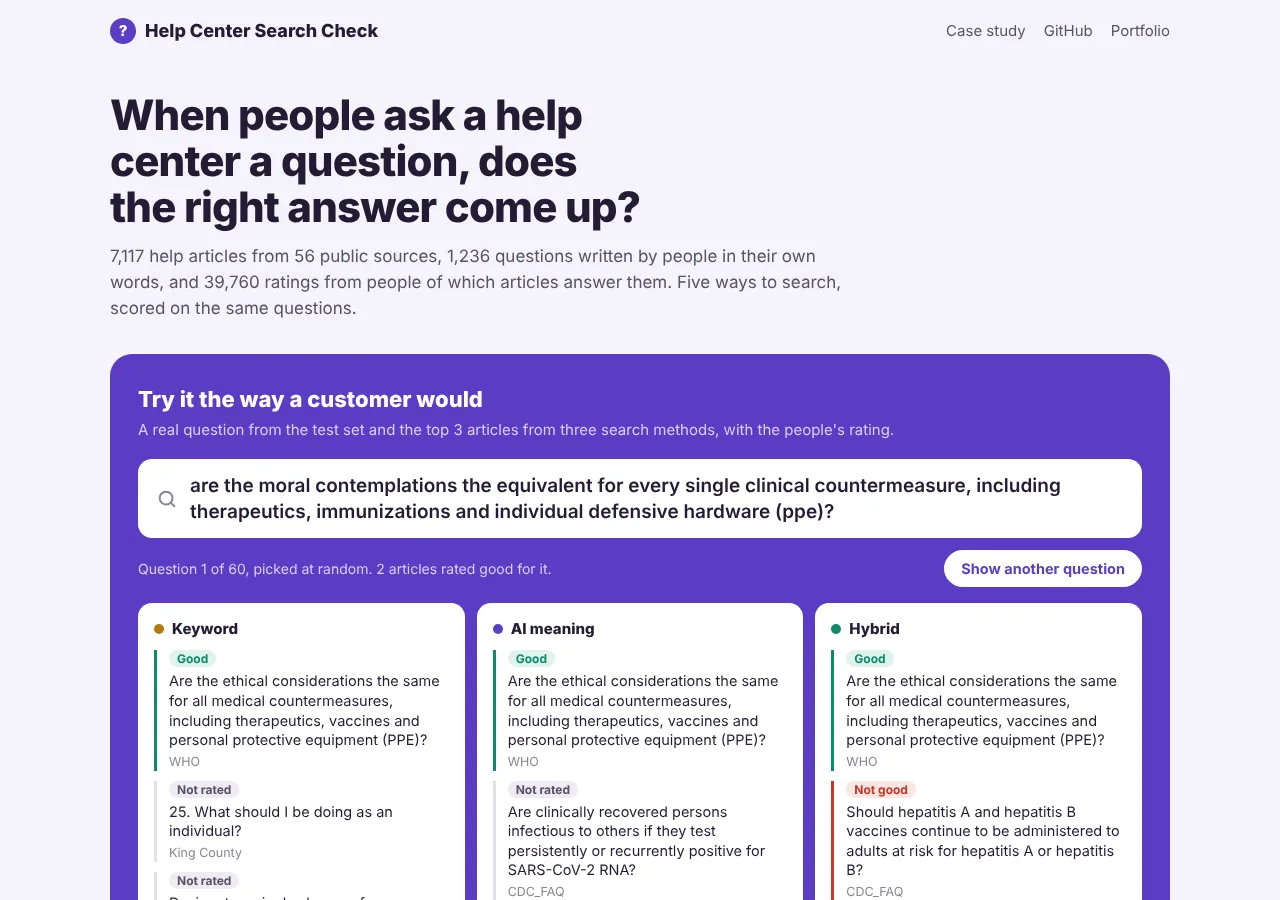 ? Help Center Search Check
Case study GitHub Portfolio
When people ask a help
center a question, does
the right answer come up?
7,117 help articles from 56 public sources, 1,236 questions written by people in their own
words, and 39,760 ratings from people of which articles answer them. Five ways to search,
scored on the same questions.
Try it the way a customer would
A real question from the test set and the top 3 articles from three search methods, with the people's rating.
are the moral contemplations the equivalent for every single clinical countermeasure, including
therapeutics, immunizations and individual defensive hardware (ppe)?
Question 1 of 60, picked at random. 2 articles rated good for it.
Show another question
Keyword
Good
Are the ethical considerations the same
for all medical countermeasures,
including therapeutics, vaccines and
personal protective equipment (PPE)?
WHO
Not rated
25. What should I be doing as an
individual?
King County
Not rated
AI meaning
Good
Are the ethical considerations the same
for all medical countermeasures,
including therapeutics, vaccines and
personal protective equipment (PPE)?
WHO
Not rated
Are clinically recovered persons
infectious to others if they test
persistently or recurrently positive for
SARS-CoV-2 RNA?
CDC_FAQ
Hybrid
Good
Are the ethical considerations the same
for all medical countermeasures,
including therapeutics, vaccines and
personal protective equipment (PPE)?
WHO
Not good
Should hepatitis A and hepatitis B
vaccines continue to be administered to
adults at risk for hepatitis A or hepatitis
B?
CDC_FAQ